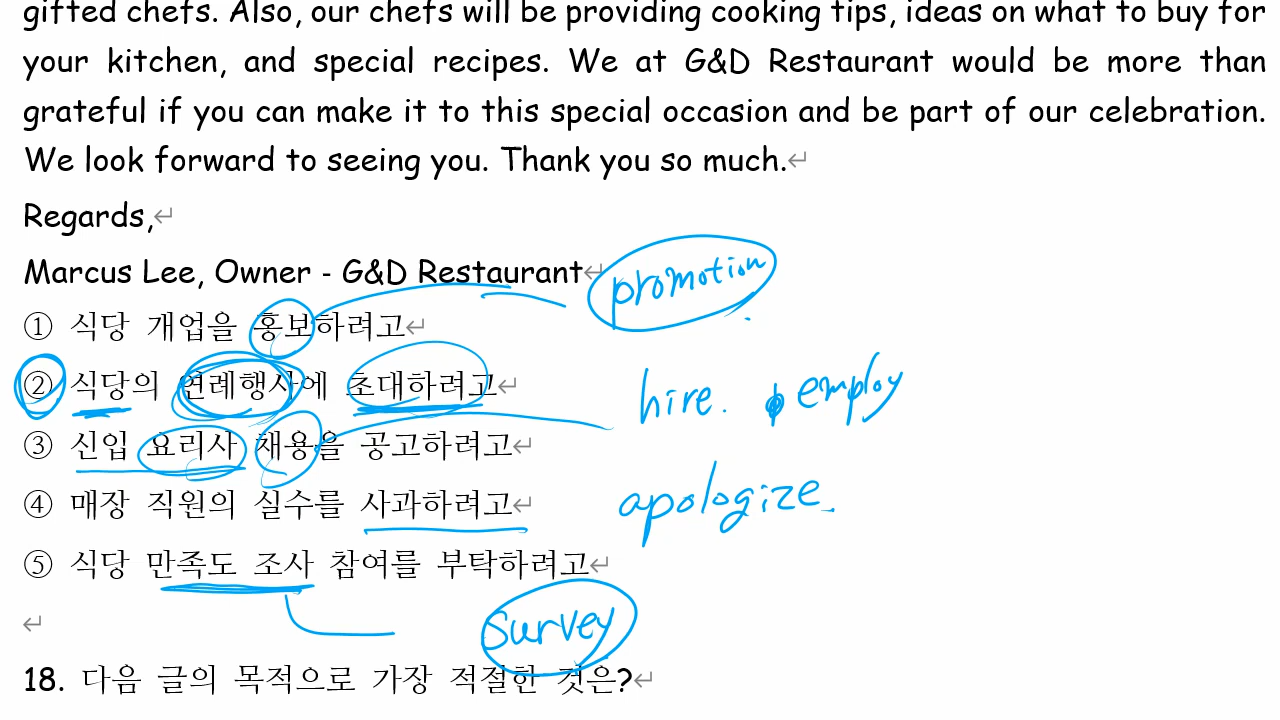 gifted chefs. Also, our chefs will be providing cooking tips, ideas on what to buy for
your kitchen, and special recipes. We at G&D Restaurant would be more than
grateful if you can make it to this special occasion and be part of our celebration.
We look forward to seeing you. Thank you so much.↵
Regards,↵
Marcus Lee, Owner - G&D Restaurant↵
promotion
① 식당 개업을 홍보하려고↵
② 식당의 연례행사에 초대하려고↵
hire. employ
③ 신입 요리사 채용을 공고하려고↵
④ 매장 직원의 실수를 사과하려고↵
apologize.
⑤ 식당 만족도 조사 참여를 부탁하려고↵
↵
survey
18. 다음 글의 목적으로 가장 적절한 것은?↵